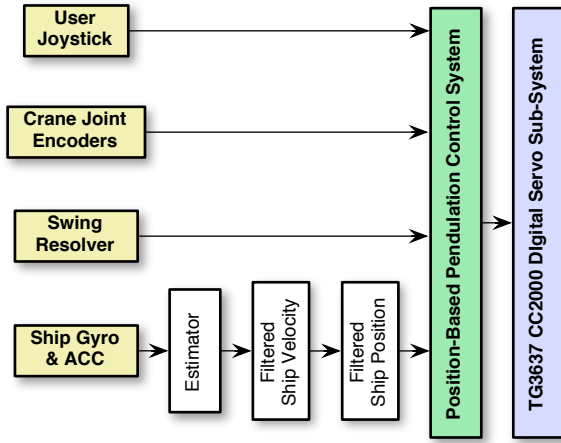 User
Joystick
Crane Joint
Encoders
Swing
Resolver
Ship Gyro
& ACC
Estimator
Filtered
Ship Velocity
Filtered
Ship Position
Position-Based Pendulation Control System
TG3637 CC2000 DIgital Servo Sub-System